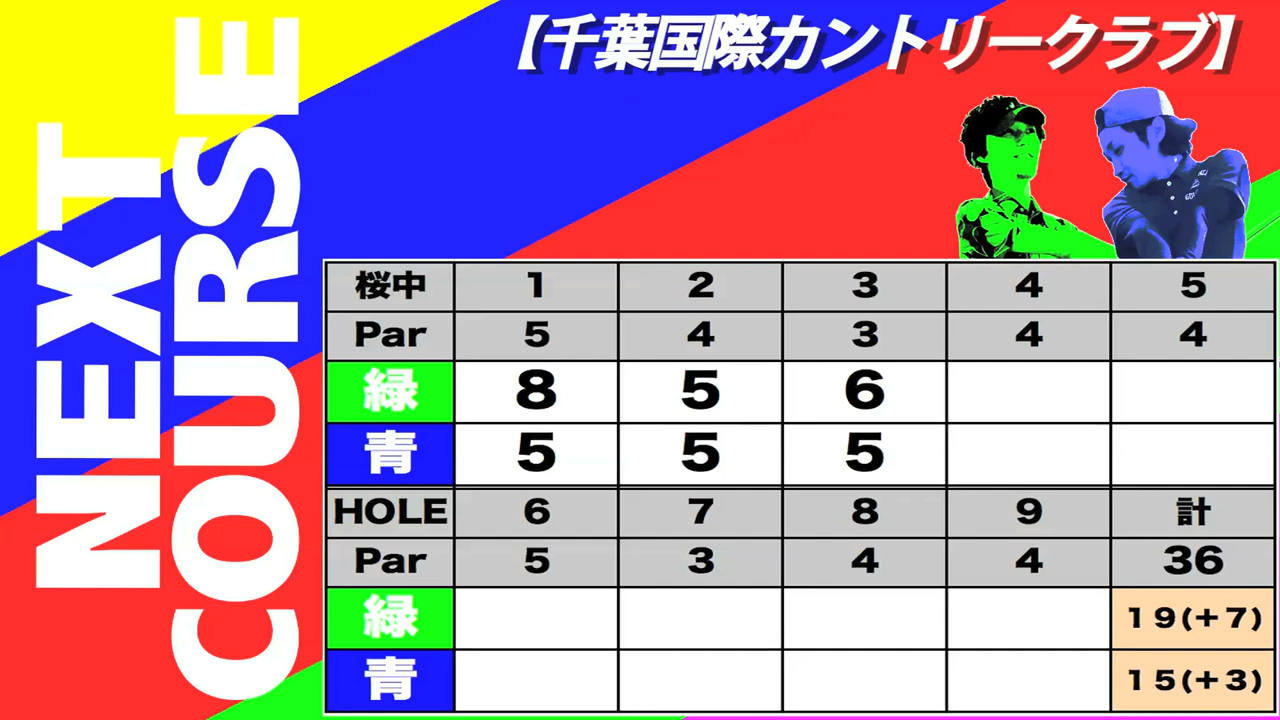 NEXT
COURSE
【千葉国際カントリークラブ】
桜中 1 2 3 4 5
Par 5 4 3 4 4
緑 8 5 6
青 5 5 5
HOLE 6 7 8 9 計
Par 5 3 4 4 36
緑 19(+7)
青 15(+3)